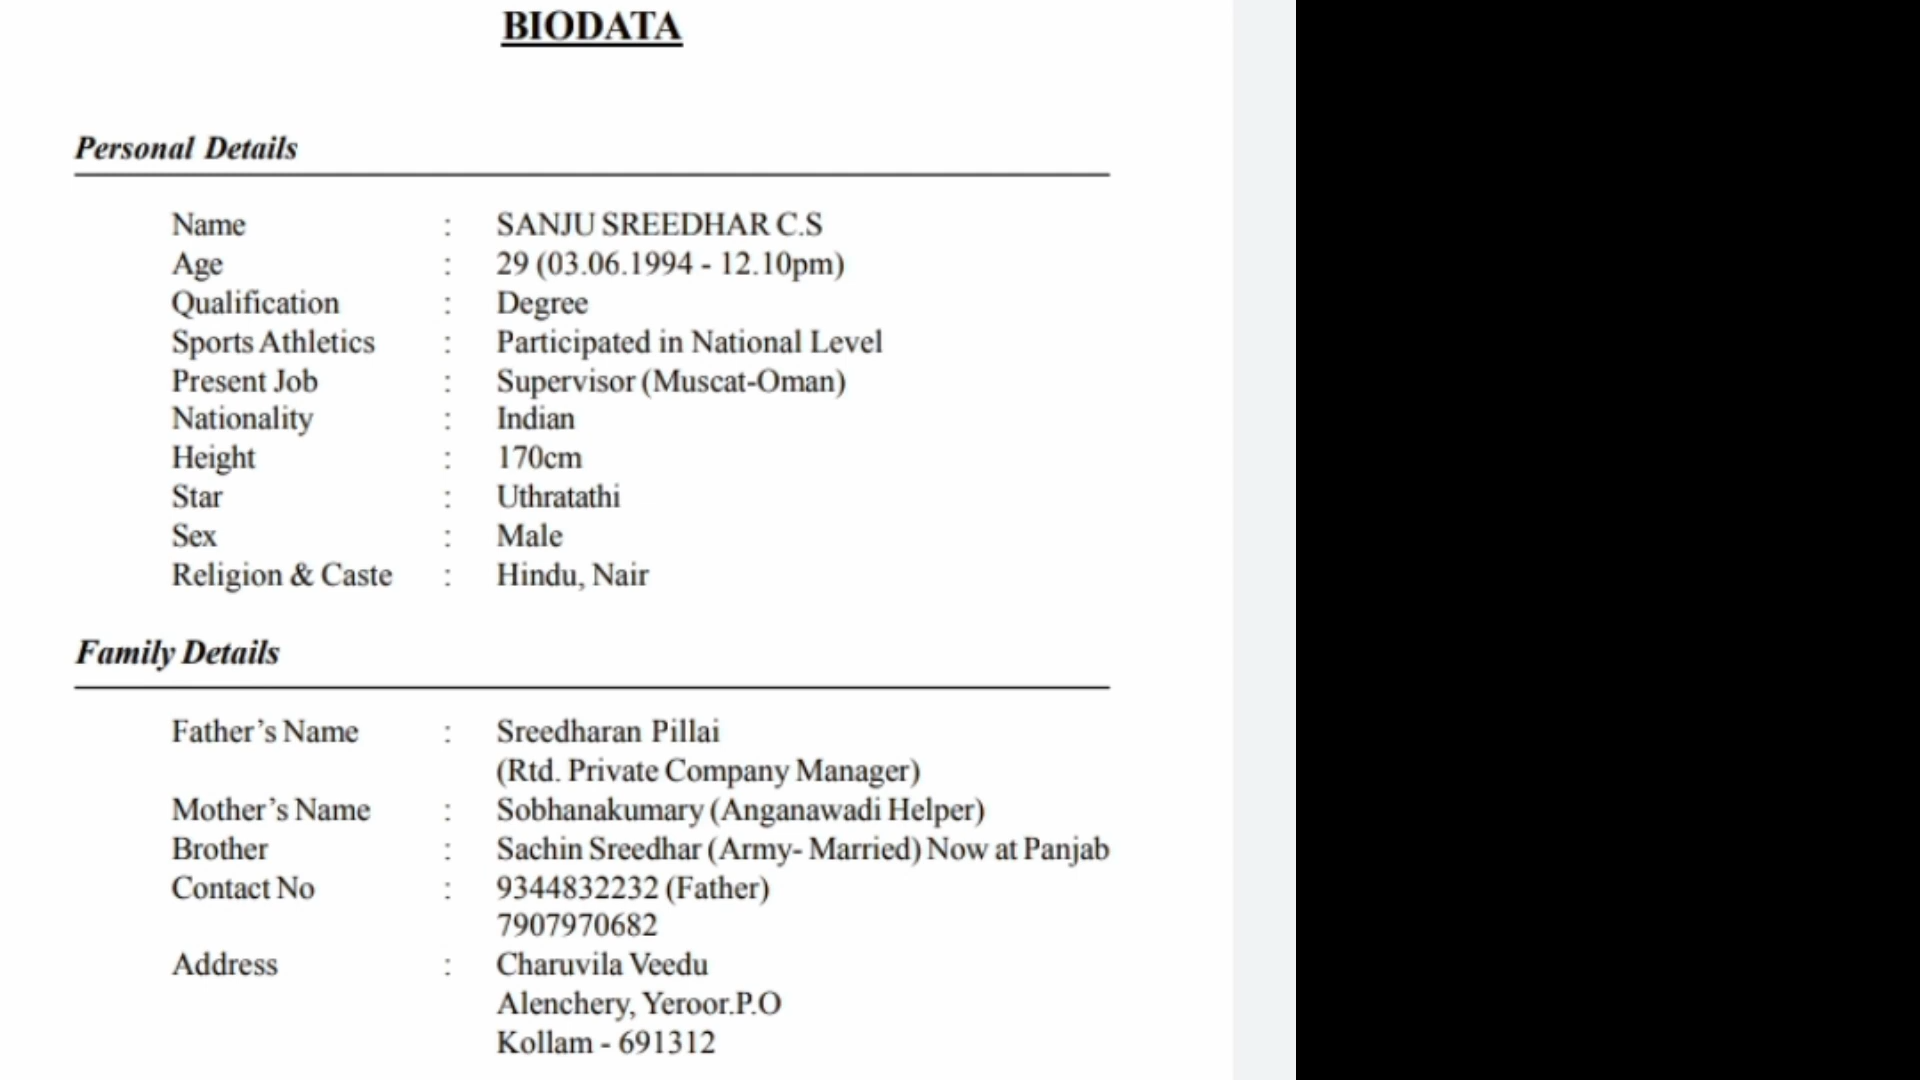 BIODATA
Personal Details
Name : SANJU SREEDHAR C.S
Age : 29 (03.06.1994 - 12.10pm)
Qualification : Degree
Sports Athletics : Participated in National Level
Present Job : Supervisor (Muscat-Oman)
Nationality : Indian
Height : 170cm
Star : Uthratathi
Sex : Male
Religion & Caste : Hindu, Nair
Family Details
Father's Name : Sreedharan Pillai
(Rtd. Private Company Manager)
Mother's Name : Sobhanakumary (Anganawadi Helper)
Brother : Sachin Sreedhar (Army- Married) Now at Panjab
Contact No : 9344832232 (Father)
7907970682
Address : Charuvila Veedu
Alenchery, Yeroor.P.O
Kollam - 691312